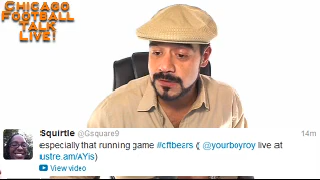 CHICAGO
FOOTBALL
TALK
LIVE!
iSquirtle @Gsquare9 14m
especially that running game #cftbears ( @yourboyroy live at
ustre.am/AYis)
View video